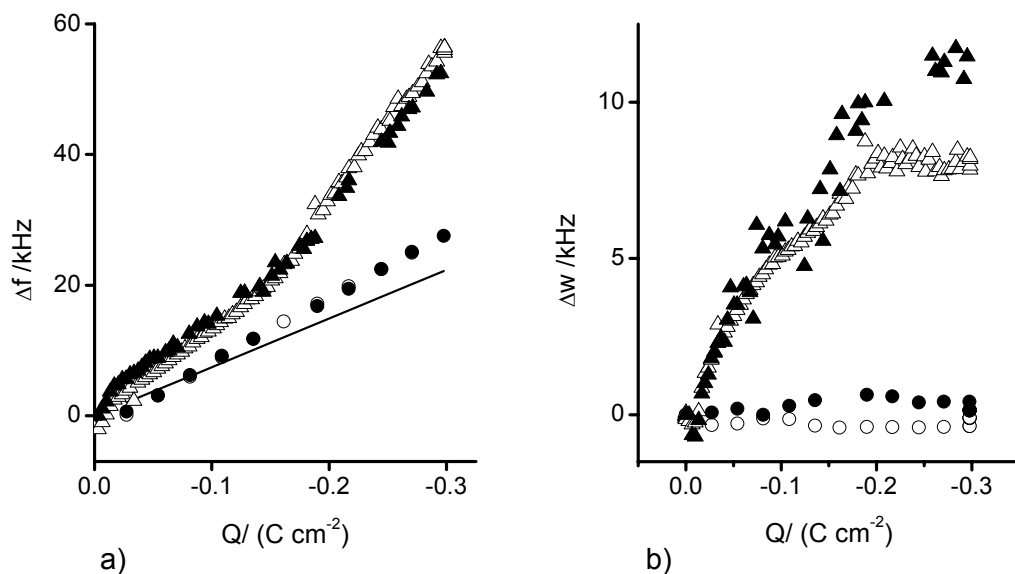 60
40
20
0
Δf /kHz
0.0 -0.1 -0.2 -0.3
Q/ (C cm⁻²)
a)
10
5
0
Δw /kHz
0.0 -0.1 -0.2 -0.3
Q/ (C cm⁻²)
b)